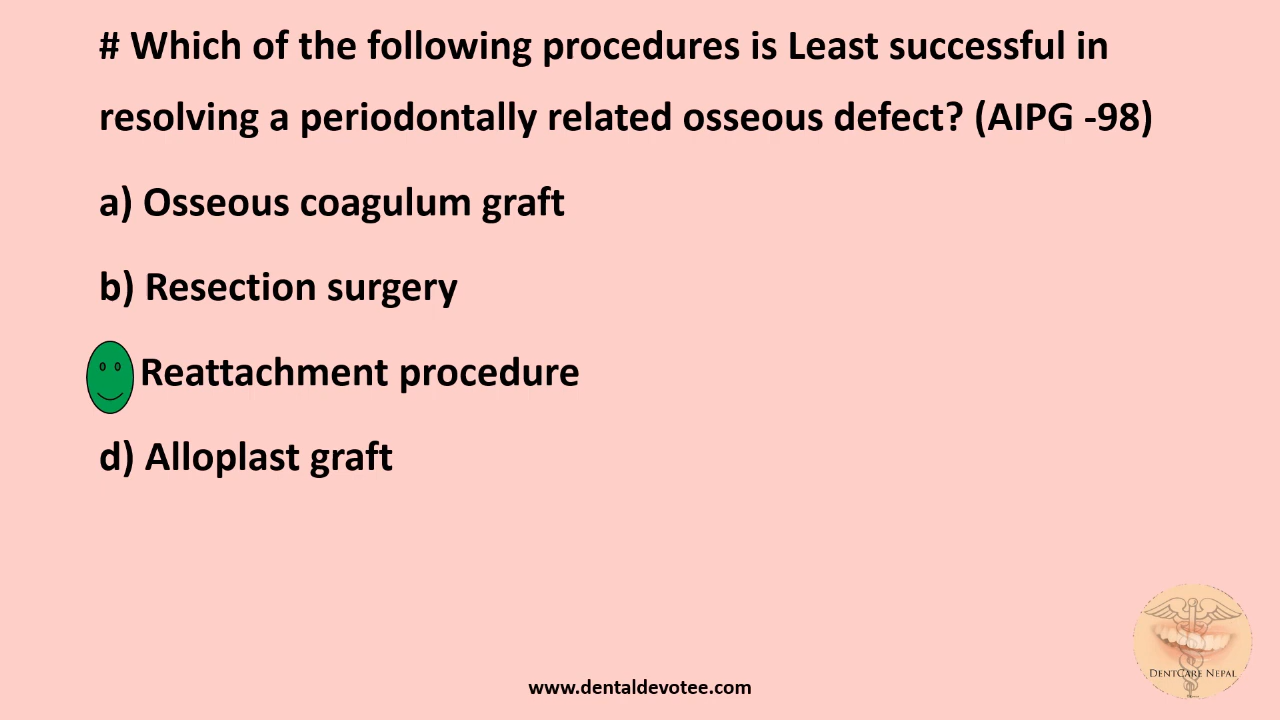 # Which of the following procedures is Least successful in
resolving a periodontally related osseous defect? (AIPG -98)
a) Osseous coagulum graft
b) Resection surgery
Reattachment procedure
d) Alloplast graft
DENTCARE NEPAL
www.dentaldevotee.com